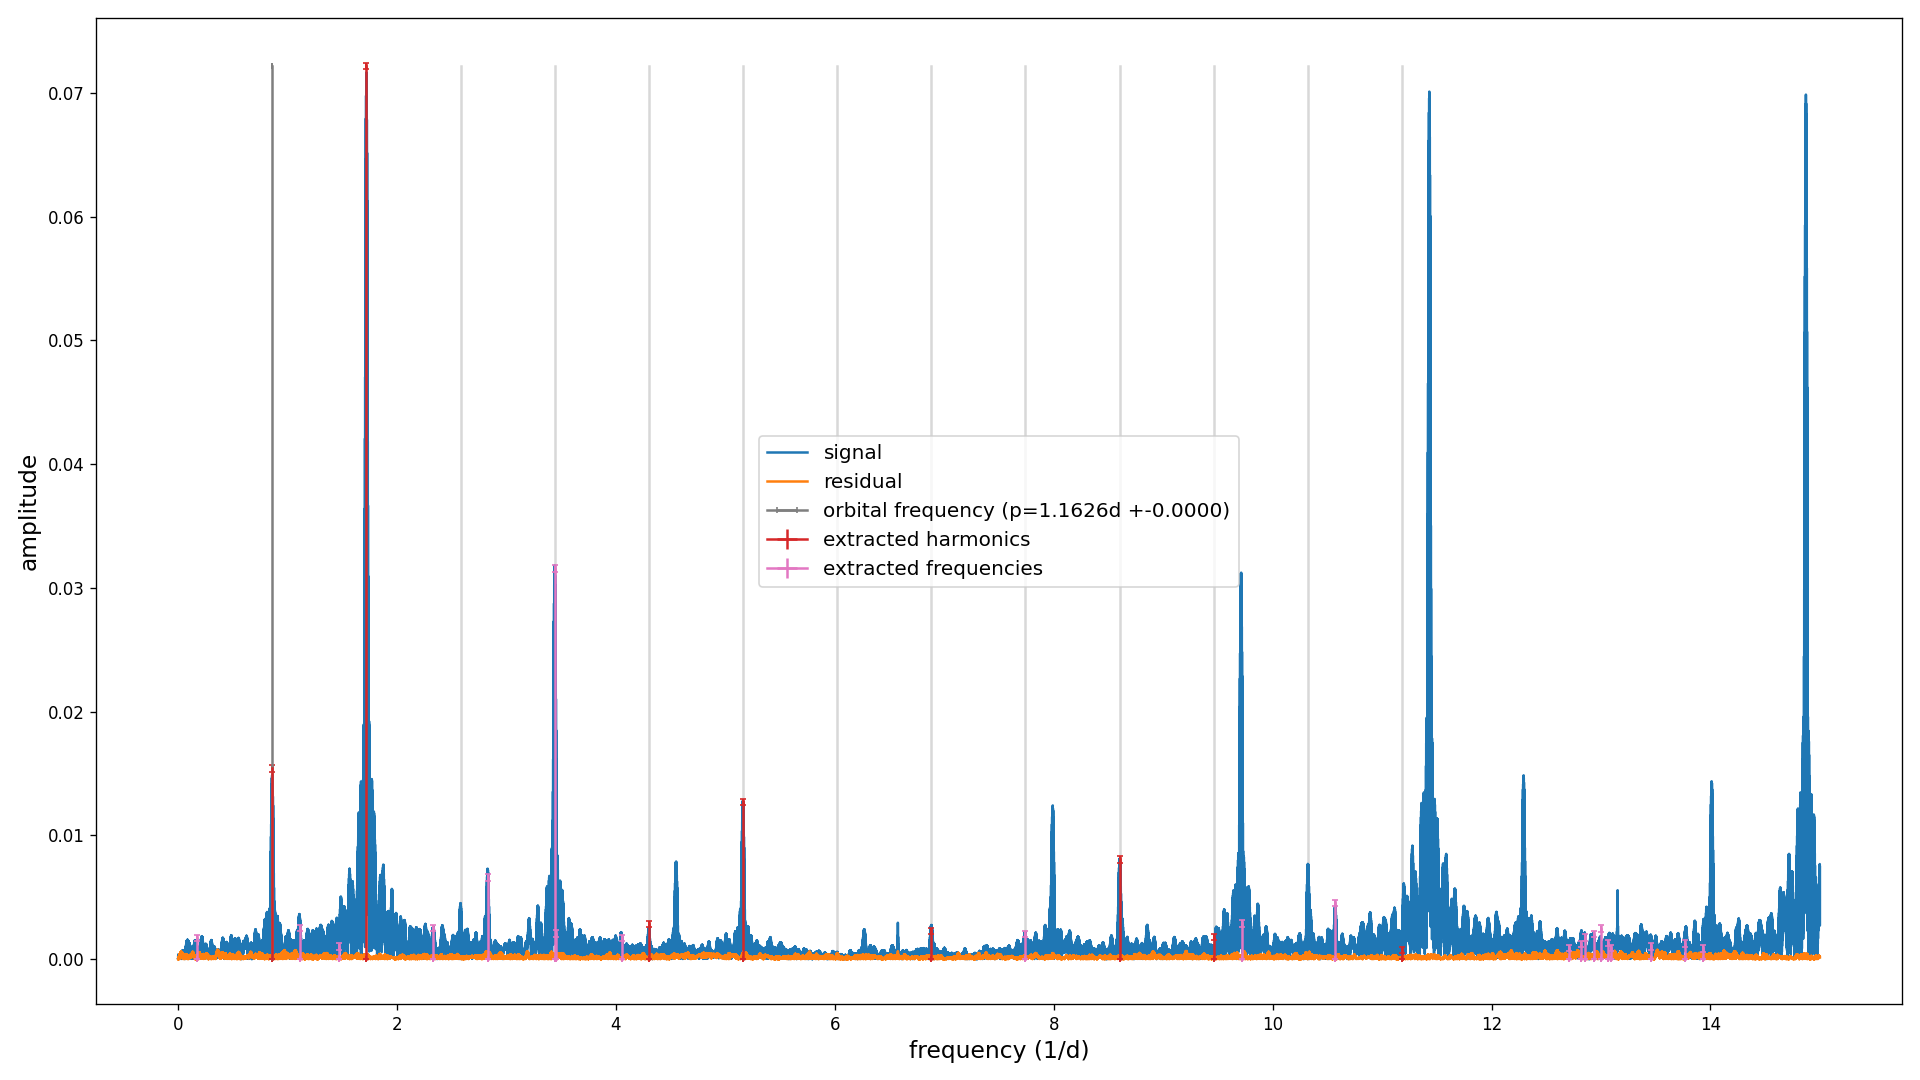 0.07
0.06
0.05
0.04
0.03
0.02
0.01
0.00
amplitude
signal
residual
orbital frequency (p=1.1626d +-0.0000)
extracted harmonics
extracted frequencies
0 2 4 6 8 10 12 14
frequency (1/d)